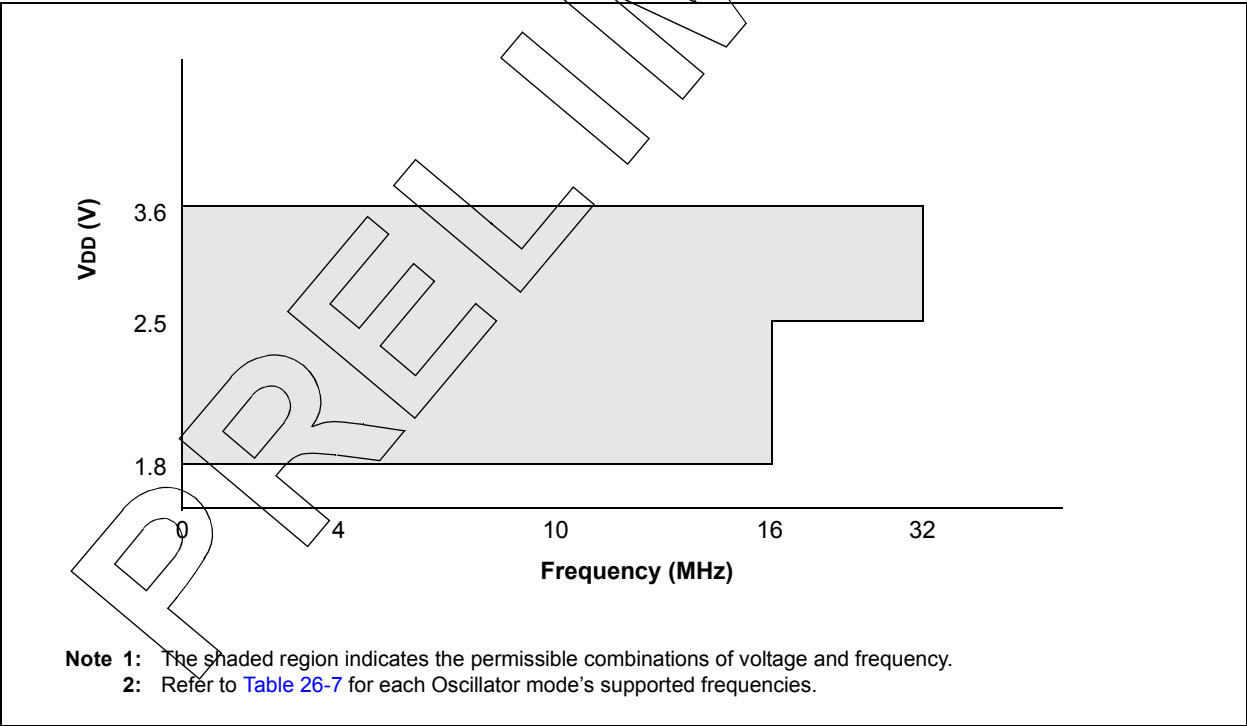 PRELIM
VDD (V)
3.6
2.5
1.8
0 4 10 16 32
Frequency (MHz)
Note 1: The shaded region indicates the permissible combinations of voltage and frequency.
2: Refer to Table 26-7 for each Oscillator mode's supported frequencies.